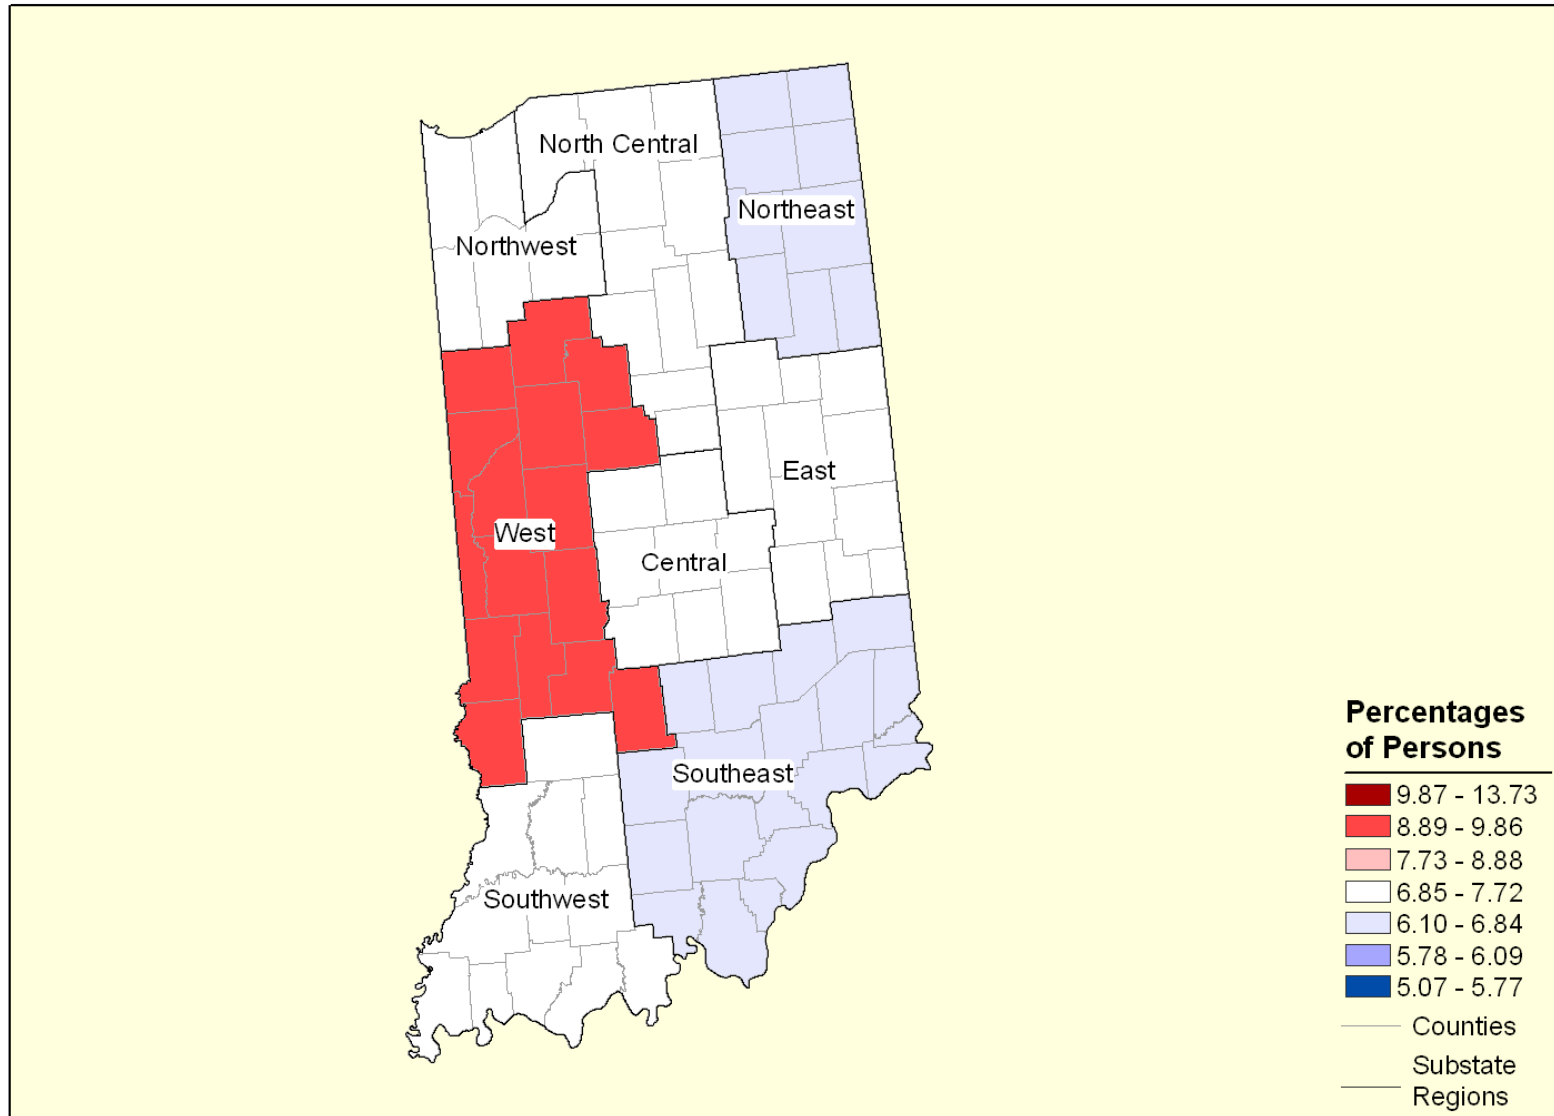 North Central
Northeast
Northwest
East
West
Central
Southeast
Southwest
Percentages
of Persons
9.87 - 13.73
8.89 - 9.86
7.73 - 8.88
6.85 - 7.72
6.10 - 6.84
5.78 - 6.09
5.07 - 5.77
Counties
Substate
Regions